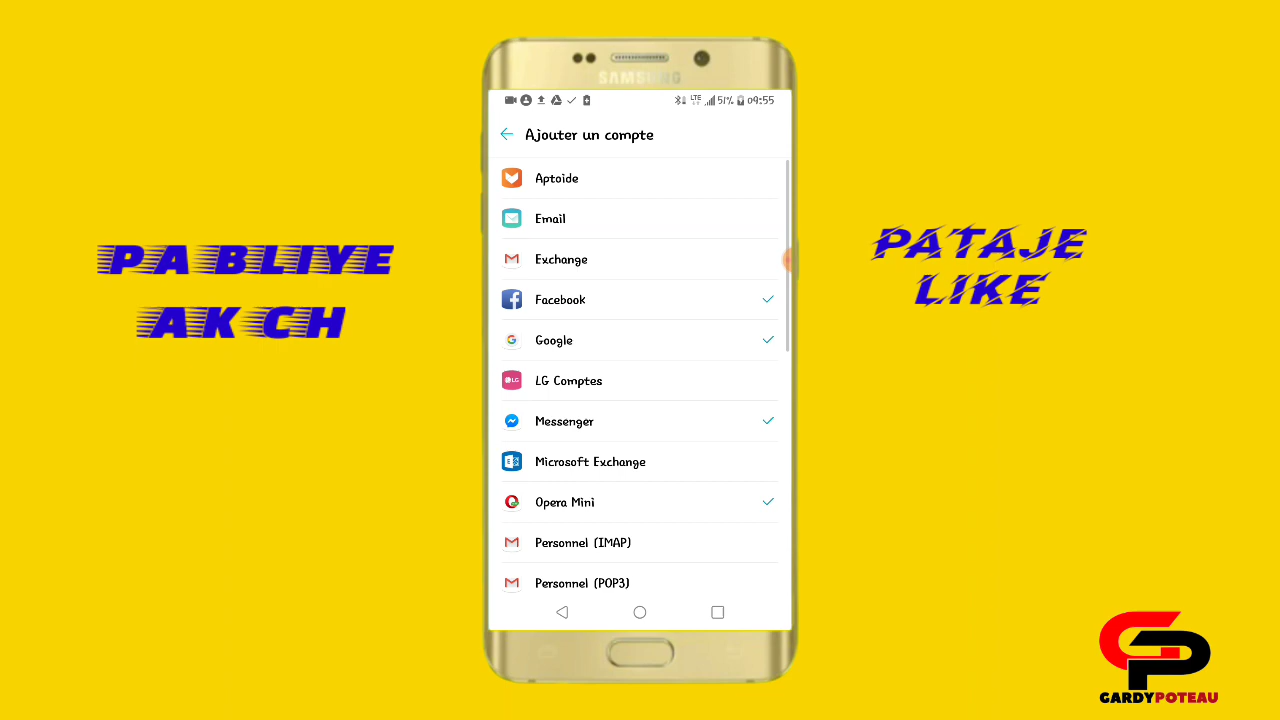 SAMSUNG
LTE 51% 09:55
Ajouter un compte
Aptoide
Email
Exchange
Facebook
Google
LG Comptes
Messenger
Microsoft Exchange
Opera Mini
Personnel (IMAP)
Personnel (POP3)
PA BLIYE
AK CH
PATAJE
LIKE
GARDYPOTEAU